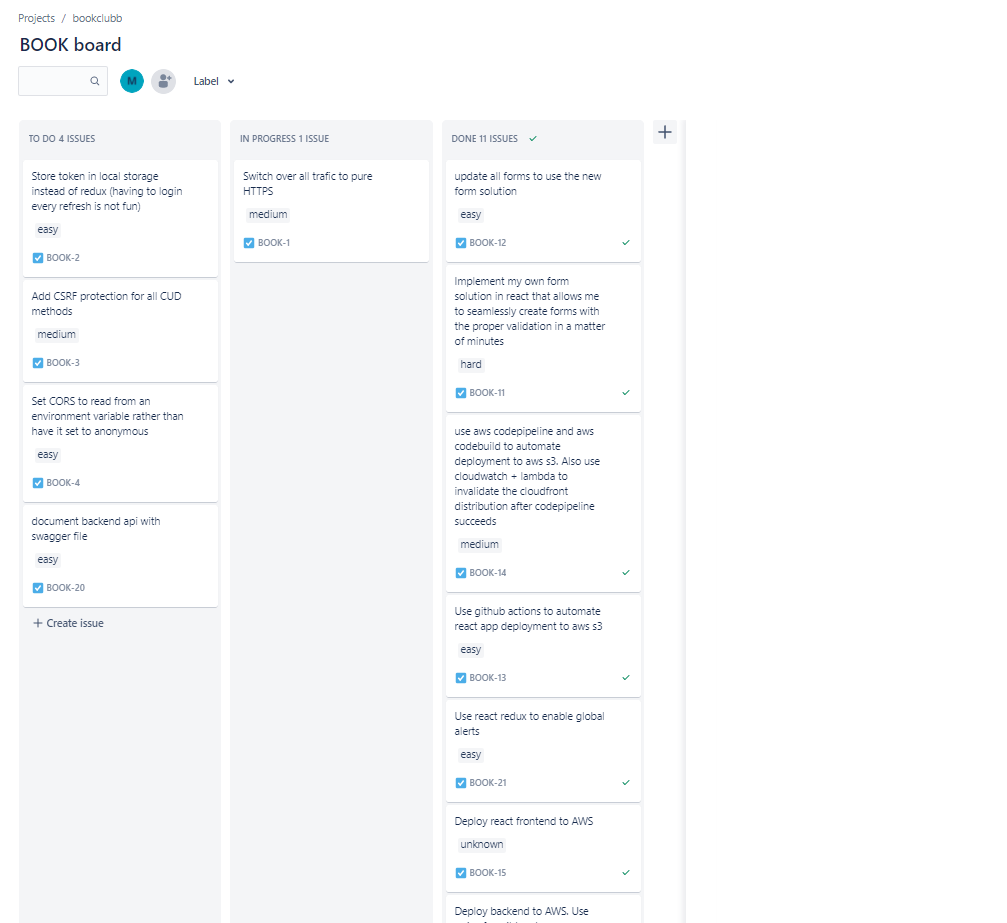 Projects / bookclubb
BOOK board
M
Label
TO DO 4 ISSUES
Store token in local storage
instead of redux (having to login
every refresh is not fun)
easy
BOOK-2
Add CSRF protection for all CUD
methods
medium
BOOK-3
Set CORS to read from an
environment variable rather than
have it set to anonymous
easy
BOOK-4
document backend api with
swagger file
easy
BOOK-20
+ Create issue
IN PROGRESS 1 ISSUE
Switch over all trafic to pure
HTTPS
medium
BOOK-1
DONE 11 ISSUES
update all forms to use the new
form solution
easy
BOOK-12
Implement my own form
solution in react that allows me
to seamlessly create forms with
the proper validation in a matter
of minutes
hard
BOOK-11
use aws codepipeline and aws
codebuild to automate
deployment to aws s3. Also use
cloudwatch + lambda to
invalidate the cloudfront
distribution after codepipeline
succeeds
medium
BOOK-14
Use github actions to automate
react app deployment to aws s3
easy
BOOK-13
Use react redux to enable global
alerts
easy
BOOK-21
Deploy react frontend to AWS
unknown
BOOK-15
Deploy backend to AWS. Use